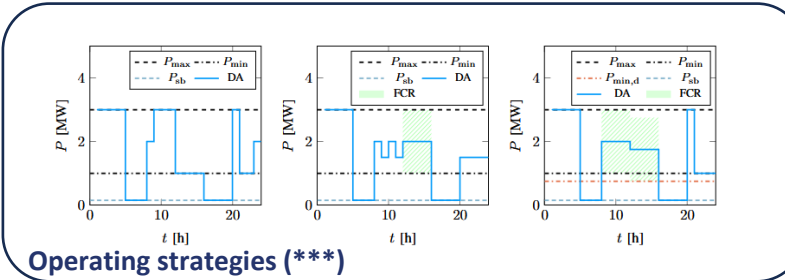 P_max P_min
P_sb DA
P [MW]
4
2
0
0 10 20
t [h]
P_max P_min
P_sb DA
FCR
P [MW]
4
2
0
0 10 20
t [h]
P_max P_min
P_min,d P_sb
DA FCR
P [MW]
4
2
0
0 10 20
t [h]
Operating strategies (***)